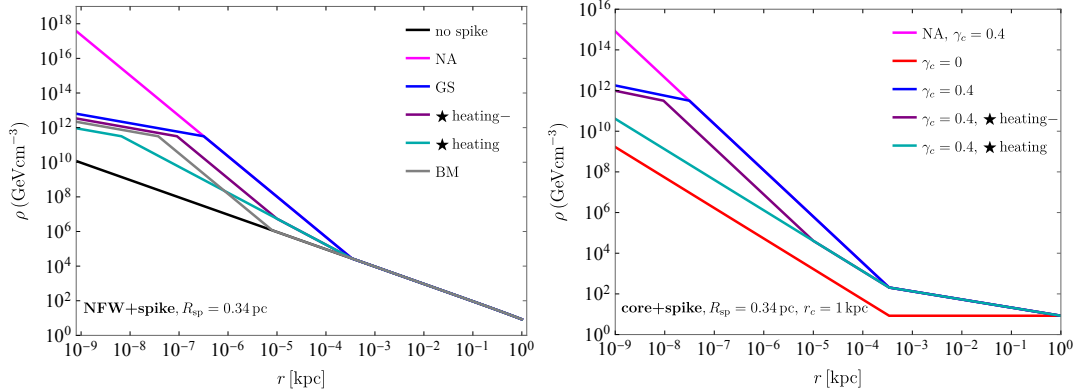 10^18
10^16
10^14
10^12
10^10
10^8
10^6
10^4
10^2
10^0
ρ (GeVcm^−3)
no spike
NA
GS
★ heating−
★ heating
BM
NFW+spike, R_sp = 0.34 pc
10^−9 10^−8 10^−7 10^−6 10^−5 10^−4 10^−3 10^−2 10^−1 10^0
r [kpc]
10^16
10^14
10^12
10^10
10^8
10^6
10^4
10^2
10^0
ρ (GeVcm^−3)
NA, γ_c = 0.4
γ_c = 0
γ_c = 0.4
γ_c = 0.4, ★ heating−
γ_c = 0.4, ★ heating
core+spike, R_sp = 0.34 pc, r_c = 1 kpc
10^−9 10^−8 10^−7 10^−6 10^−5 10^−4 10^−3 10^−2 10^−1 10^0
r [kpc]